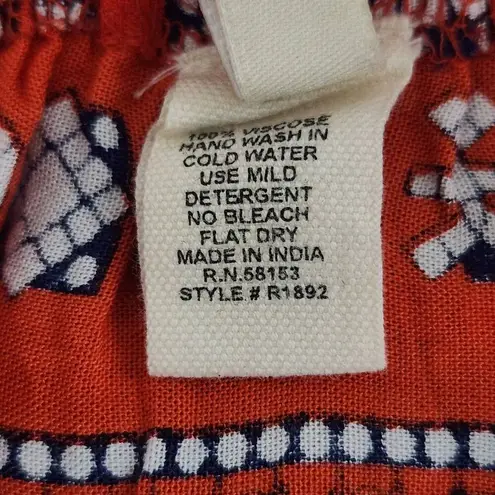 100% VISCOSE
HAND WASH IN
COLD WATER
USE MILD
DETERGENT
NO BLEACH
FLAT DRY
MADE IN INDIA
R.N.58153
STYLE # R1892